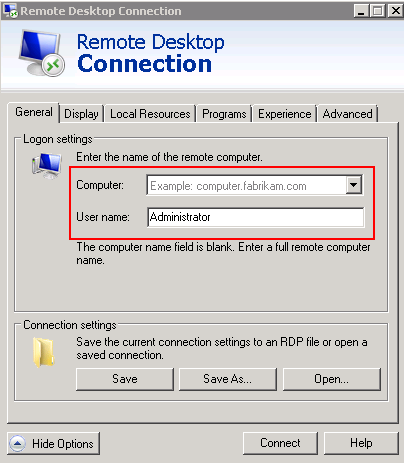 Remote Desktop Connection
Remote Desktop
Connection
General Display Local Resources Programs Experience Advanced
Logon settings
Enter the name of the remote computer.
Computer: Example: computer.fabrikam.com
User name: Administrator
The computer name field is blank. Enter a full remote computer
name.
Connection settings
Save the current connection settings to an RDP file or open a
saved connection.
Save Save As... Open...
Hide Options Connect Help